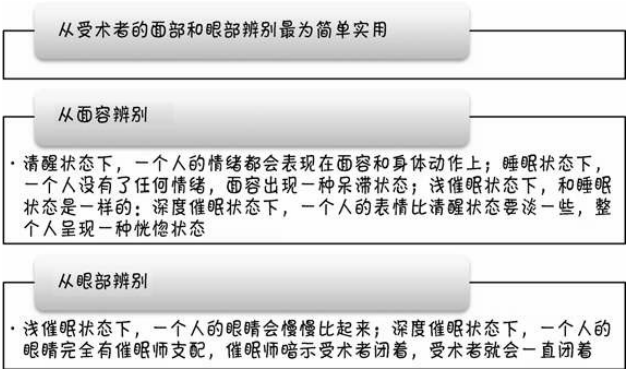 从受术者的面部和眼部辨别最为简单实用
从面容辨别
·清醒状态下，一个人的情绪都会表现在面容和身体动作上；睡眠状态下，
一个人没有了任何情绪，面容出现一种呆滞状态；浅催眠状态下，和睡眠
状态是一样的；深度催眠状态下，一个人的表情比清醒状态要谈一些，整
个人呈现一种恍惚状态
从眼部辨别
·浅催眠状态下，一个人的眼睛会慢慢比起来；深度催眠状态下，一个人的
眼睛完全有催眠师支配，催眠师暗示受术者闭着，受术者就会一直闭着